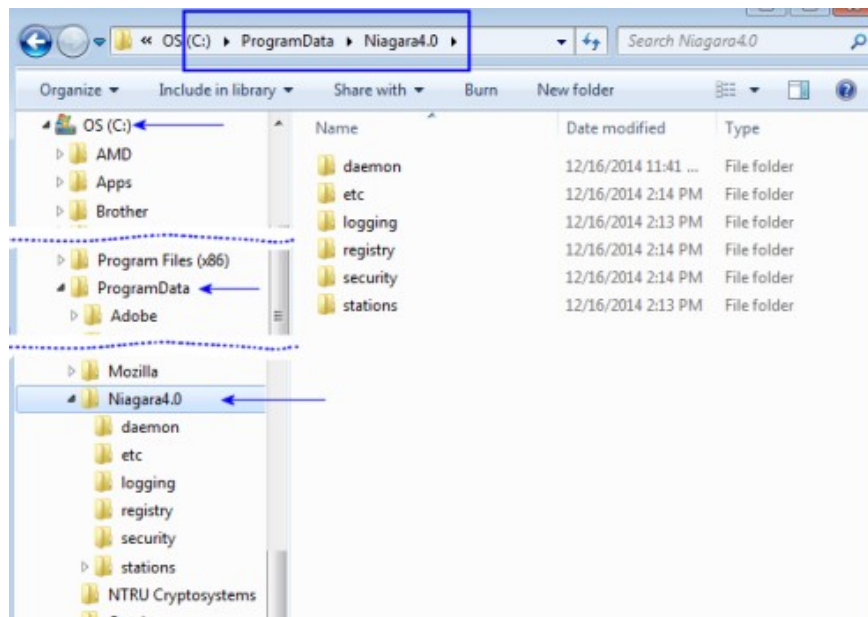 « OS (C:) ▸ ProgramData ▸ Niagara4.0 ▸
Search Niagara4.0
Organize
Include in library
Share with
Burn
New folder
OS (C:)
AMD
Apps
Brother
Program Files (x86)
ProgramData
Adobe
Mozilla
Niagara4.0
daemon
etc
logging
registry
security
stations
NTRU Cryptosystems
Name Date modified Type
daemon 12/16/2014 11:41 ... File folder
etc 12/16/2014 2:14 PM File folder
logging 12/16/2014 2:13 PM File folder
registry 12/16/2014 2:14 PM File folder
security 12/16/2014 2:14 PM File folder
stations 12/16/2014 2:13 PM File folder